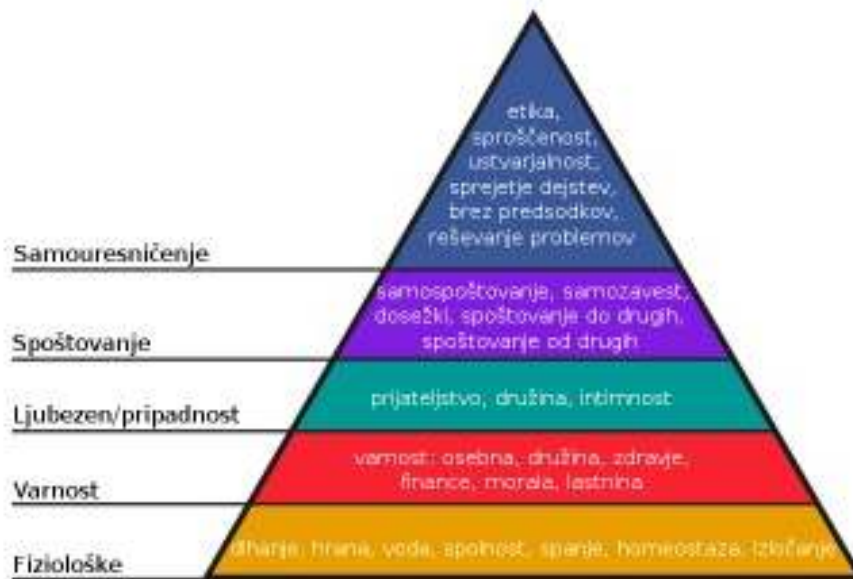 etika,
sproščenost,
ustvarjalnost,
sprejetje dejstev,
brez predsodkov,
reševanje problemov
Samouresničenje
samospoštovanje, samozavest,
dosežki, spoštovanje do drugih,
spoštovanje od drugih
Spoštovanje
prijateljstvo, družina, intimnost
Ljubezen/pripadnost
varnost: osebna, družina, zdravje,
finance, morala, lastnina
Varnost
dihanje, hrana, voda, spolnost, spanje, homeostaza, izločanje
Fiziološke